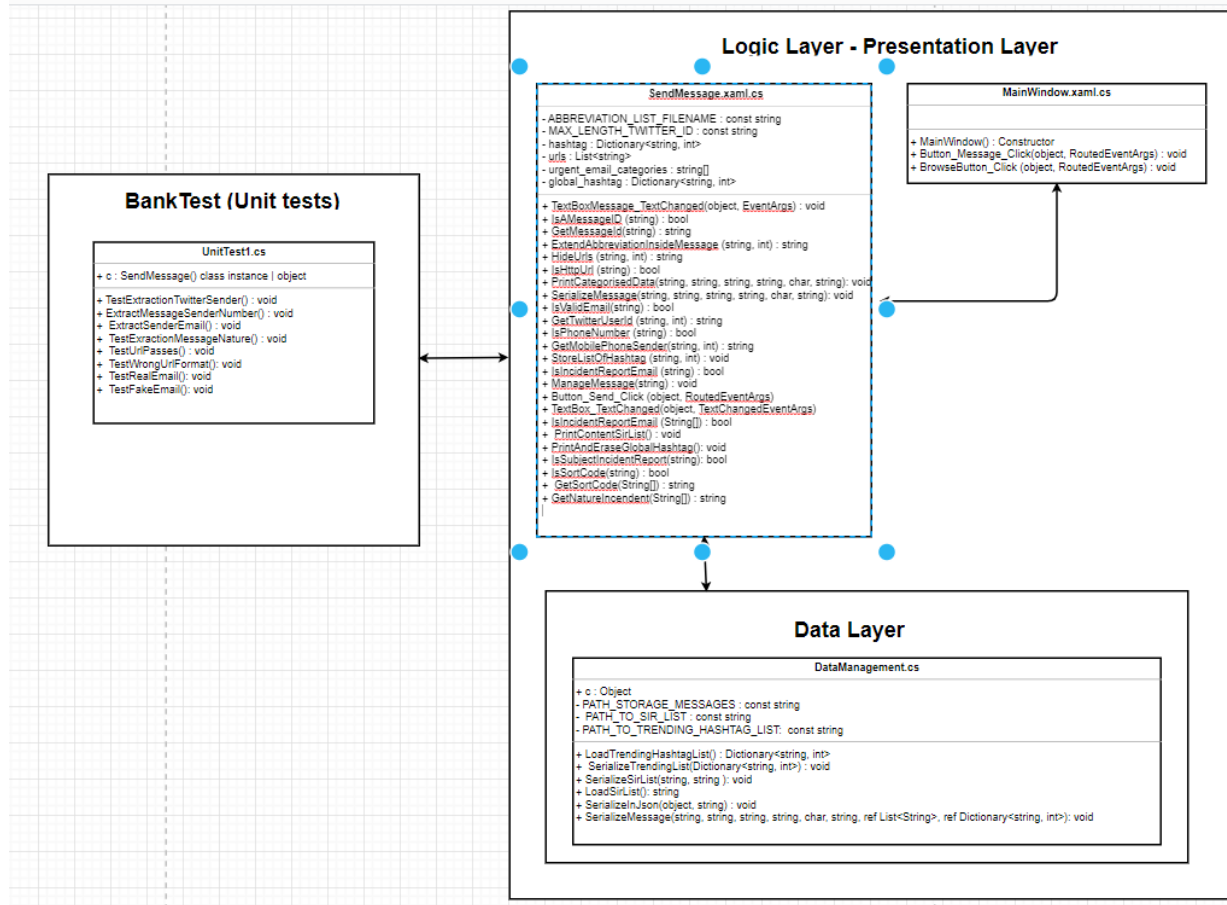 Logic Layer - Presentation Layer
SendMessage.xaml.cs
- ABBREVIATION_LIST_FILENAME : const string
- MAX_LENGTH_TWITTER_ID : const string
- hashtag : Dictionary<string, int>
- urls : List<string>
- urgent_email_categories : string[]
- global_hashtag : Dictionary<string, int>
+ TextBoxMessage_TextChanged(object, EventArgs) : void
+ IsAMessageID (string) : bool
+ GetMessageId(string) : string
+ ExtendAbbreviationInsideMessage (string, int) : string
+ HideUrls (string, int) : string
+ IsHttpUrl (string) : bool
+ PrintCategorisedData(string, string, string, string, char, string): void
+ SerializeMessage(string, string, string, string, char, string): void
+ IsValidEmail(string) : bool
+ GetTwitterUserId (string, int) : string
+ IsPhoneNumber (string) : bool
+ GetMobilePhoneSender(string, int) : string
+ StoreListOfHashtag (string, int) : void
+ IsIncidentReportEmail (string) : bool
+ ManageMessage(string) : void
+ Button_Send_Click (object, RoutedEventArgs)
+ TextBox_TextChanged(object, TextChangedEventArgs)
+ IsIncidentReportEmail (String[]) : bool
+ PrintContentSirList() : void
+ PrintAndEraseGlobalHashtag(): void
+ IsSubjectIncidentReport(string): bool
+ IsSortCode(string) : bool
+ GetSortCode(String[]) : string
+ GetNatureIncendent(String[]) : string
MainWindow.xaml.cs
+ MainWindow() : Constructor
+ Button_Message_Click(object, RoutedEventArgs) : void
+ BrowseButton_Click (object, RoutedEventArgs) : void
BankTest (Unit tests)
UnitTest1.cs
+ c : SendMessage() class instance | object
+ TestExtractionTwitterSender() : void
+ ExtractMessageSenderNumber() : void
+ ExtractSenderEmail() : void
+ TestExractionMessageNature() : void
+ TestUrlPasses() : void
+ TestWrongUrlFormat(): void
+ TestRealEmail(): void
+ TestFakeEmail(): void
Data Layer
DataManagement.cs
+ c : Object
- PATH_STORAGE_MESSAGES : const string
- PATH_TO_SIR_LIST : const string
- PATH_TO_TRENDING_HASHTAG_LIST: const string
+ LoadTrendingHashtagList() : Dictionary<string, int>
+ SerializeTrendingList(Dictionary<string, int>) : void
+ SerializeSirList(string, string ): void
+ LoadSirList(): string
+ SerializeInJson(object, string) : void
+ SerializeMessage(string, string, string, string, char, string, ref List<String>, ref Dictionary<string, int>): void